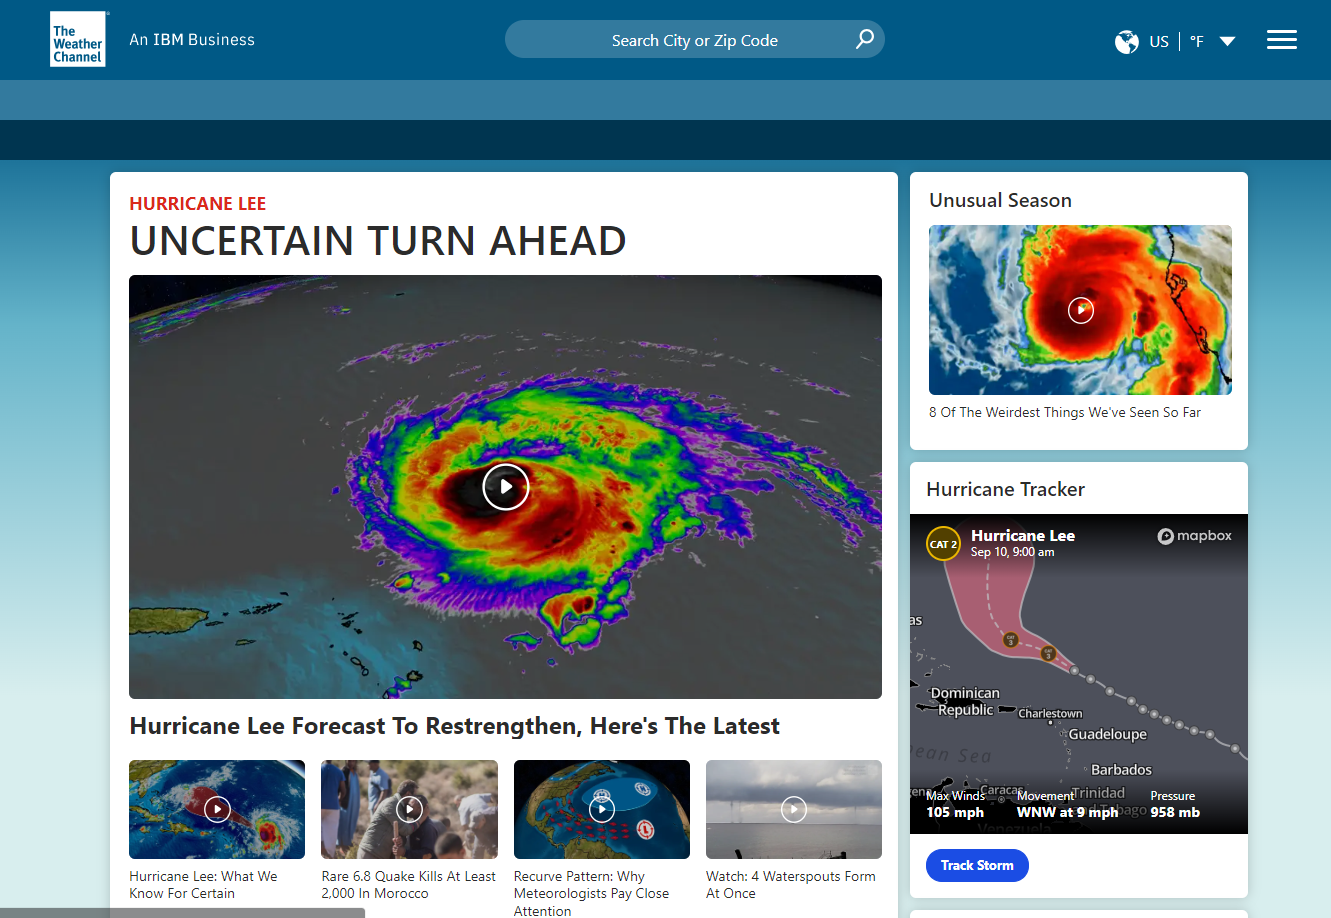 The
Weather
Channel
An IBM Business
Search City or Zip Code
US
°F
HURRICANE LEE
UNCERTAIN TURN AHEAD
Hurricane Lee Forecast To Restrengthen, Here's The Latest
Hurricane Lee: What We
Know For Certain
Rare 6.8 Quake Kills At Least
2,000 In Morocco
Recurve Pattern: Why
Meteorologists Pay Close
Attention
Watch: 4 Waterspouts Form
At Once
Unusual Season
8 Of The Weirdest Things We've Seen So Far
Hurricane Tracker
CAT 2
Hurricane Lee
Sep 10, 9:00 am
mapbox
as
CAT
3
CAT
3
Dominican
Republic
Charlestown
Guadeloupe
ean Sea
Barbados
Caracas
Trinidad
Tobago
Venezuela
Max Winds
105 mph
Movement
WNW at 9 mph
Pressure
958 mb
Track Storm